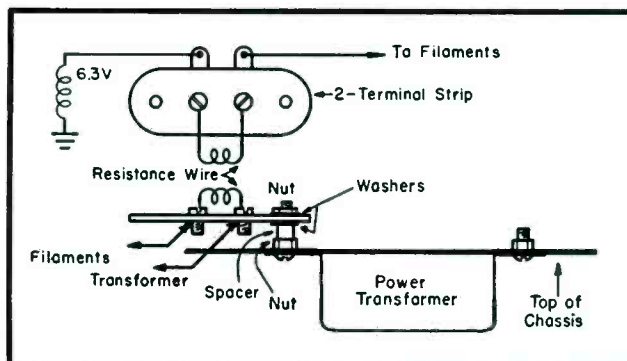 Ta Filaments
6.3V
2-Terminal Strip
Resistance Wire
Nut
Washers
Filaments
Transformer
Spacer
Nut
Power
Transformer
Top of
Chassis